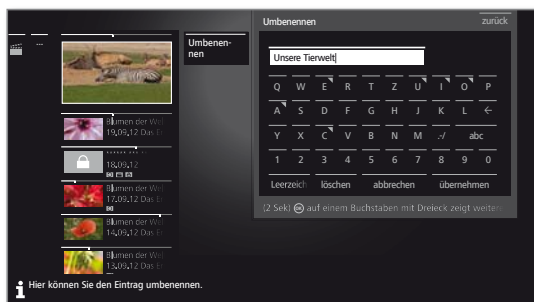 Umbenennen
zurück
...
Umbenen-
nen
Unsere Tierwelt
Q W E R T Z U I O P
A S D F G H J K L ←
Y X C V B N M .-/ abc
1 2 3 4 5 6 7 8 9 0
Leerzeich löschen abbrechen übernehmen
(2 Sek) OK auf einem Buchstaben mit Dreieck zeigt weitere
Blumen der Wel
19.09./12 Das E
******* ***
18.09./12
Blumen der Wel
17.09./12 Das E
Blumen der Wel
14.09./12 Das E
Blumen der Wel
13.09./12 Das E
i Hier können Sie den Eintrag umbenennen.